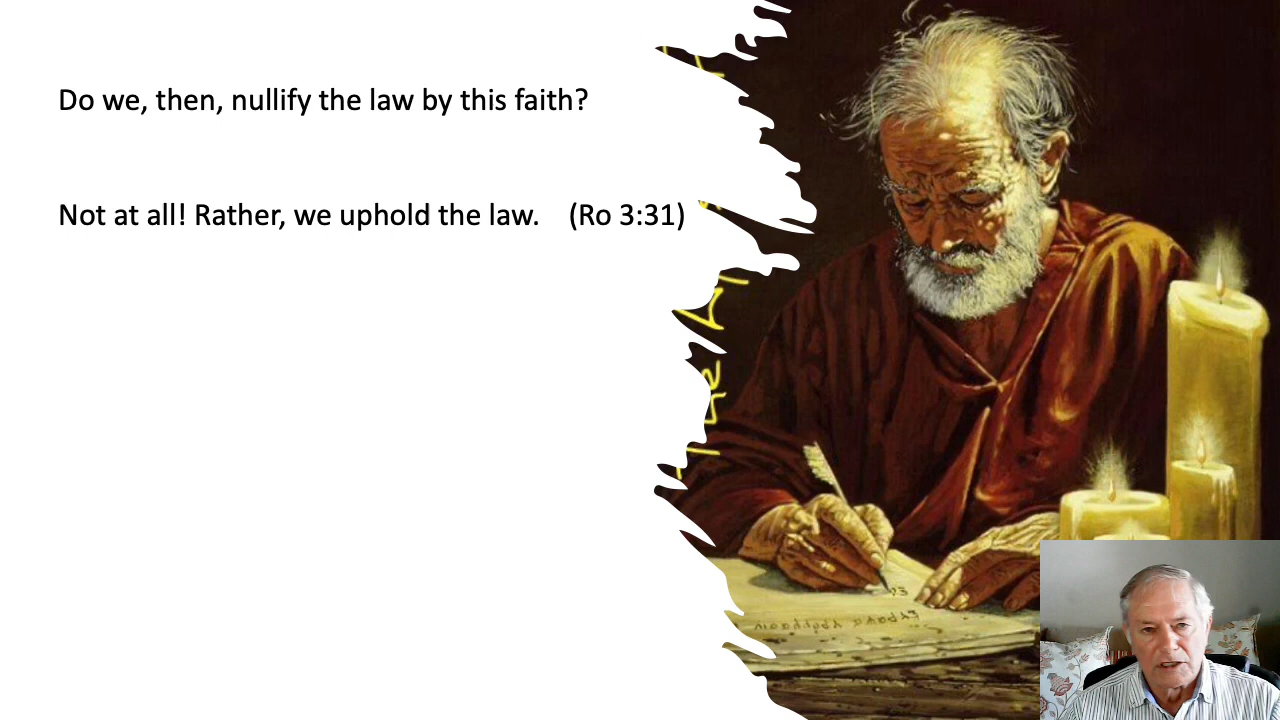 Do we, then, nullify the law by this faith?
Not at all! Rather, we uphold the law. (Ro 3:31)